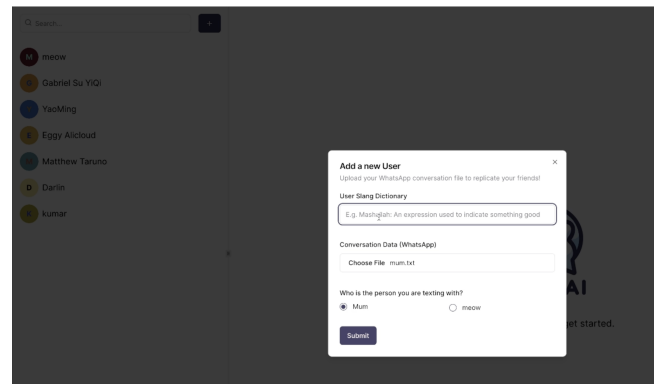 Search...
+
M meow
Gabriel Su YiQi
YaoMing
E Eggy Alicloud
Matthew Taruno
D Darlin
K kumar
Add a new User
×
Upload your WhatsApp conversation file to replicate your friends!
User Slang Dictionary
E.g. Mashallah: An expression used to indicate something good
Conversation Data (WhatsApp)
Choose File mum.txt
Who is the person you are texting with?
Mum
meow
Submit
AI
get started.